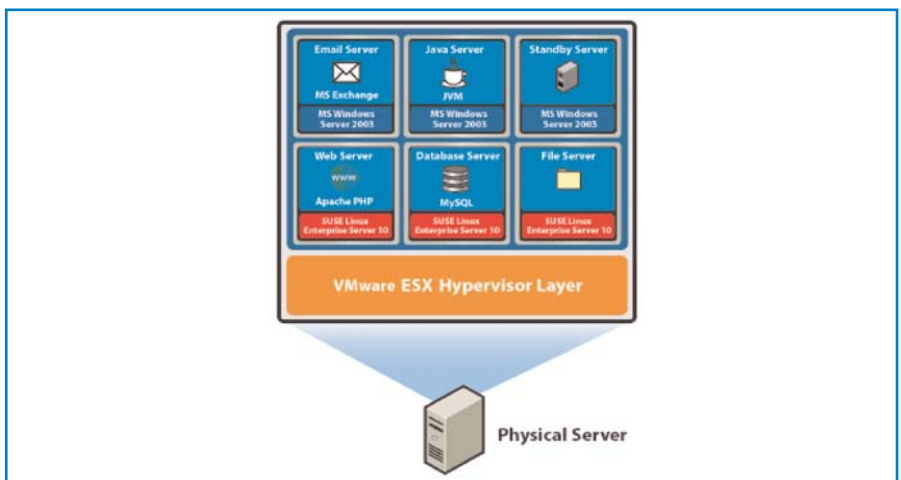 Email Server
MS Exchange
MS Windows
Server 2003
Java Server
JVM
MS Windows
Server 2003
Standby Server
MS Windows
Server 2003
Web Server
www
Apache PHP
SUSE Linux
Enterprise Server 10
Database Server
MySQL
SUSE Linux
Enterprise Server 10
File Server
SUSE Linux
Enterprise Server 10
VMware ESX Hypervisor Layer
Physical Server